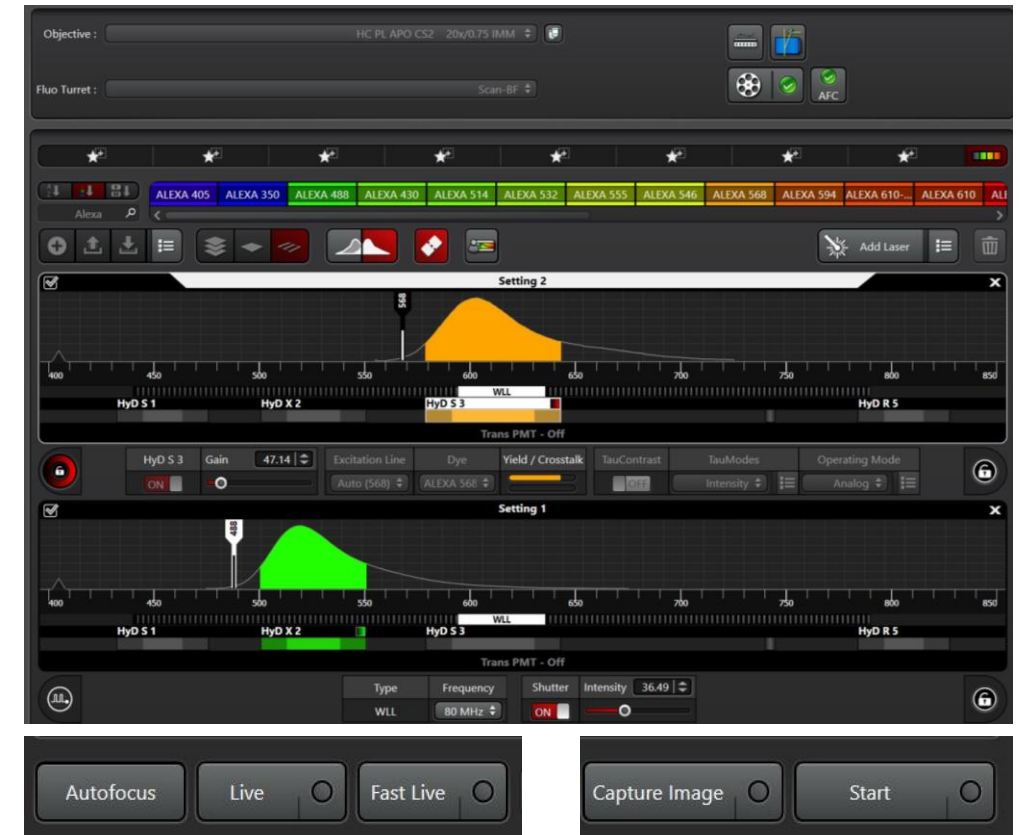 Objective : HC PL APO CS2 20x/0.75 IMM
Fluo Turret : Scan-BF
AFC
ALEXA 405 ALEXA 350 ALEXA 488 ALEXA 430 ALEXA 514 ALEXA 532 ALEXA 555 ALEXA 546 ALEXA 568 ALEXA 594 ALEXA 610-... ALEXA 610 ALI
Alexa
Add Laser
Setting 2
568
400 450 500 550 600 650 700 750 800 850
WLL
HyD S 1 HyD X 2 HyD S 3 HyD R 5
Trans PMT - Off
HyD S 3 Gain 47.14 Excitation Line Dye Yield / Crosstalk TauContrast TauModes Operating Mode
ON Auto (568) ALEXA 568 OFF Intensity Analog
Setting 1
488
400 450 500 550 600 650 700 750 800 850
WLL
HyD S 1 HyD X 2 HyD S 3 HyD R 5
Trans PMT - Off
Type Frequency Shutter Intensity 36.49
WLL 80 MHz ON
Autofocus Live Fast Live Capture Image Start